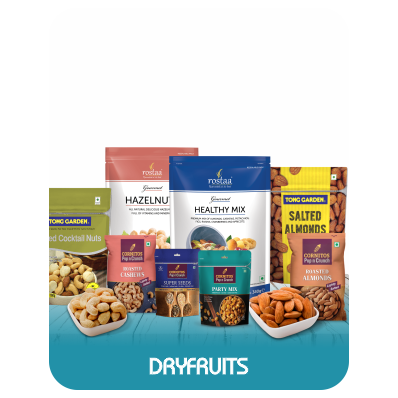 rostaa
Gourmet
HAZELNU
rostaa
Gourmet
HEALTHY MIX
TONG GARDEN
ed Cocktail Nuts
TONG GARDEN
SALTED
ALMONDS
CORNITOS
Pop n Crunch
ROASTED
CASHEWS
CORNITOS
Pop n Crunch
SUPER SEEDS
CORNITOS
Pop n Crunch
PARTY MIX
CORNITOS
Pop n Crunch
ROASTED
ALMONDS
DRYFRUITS